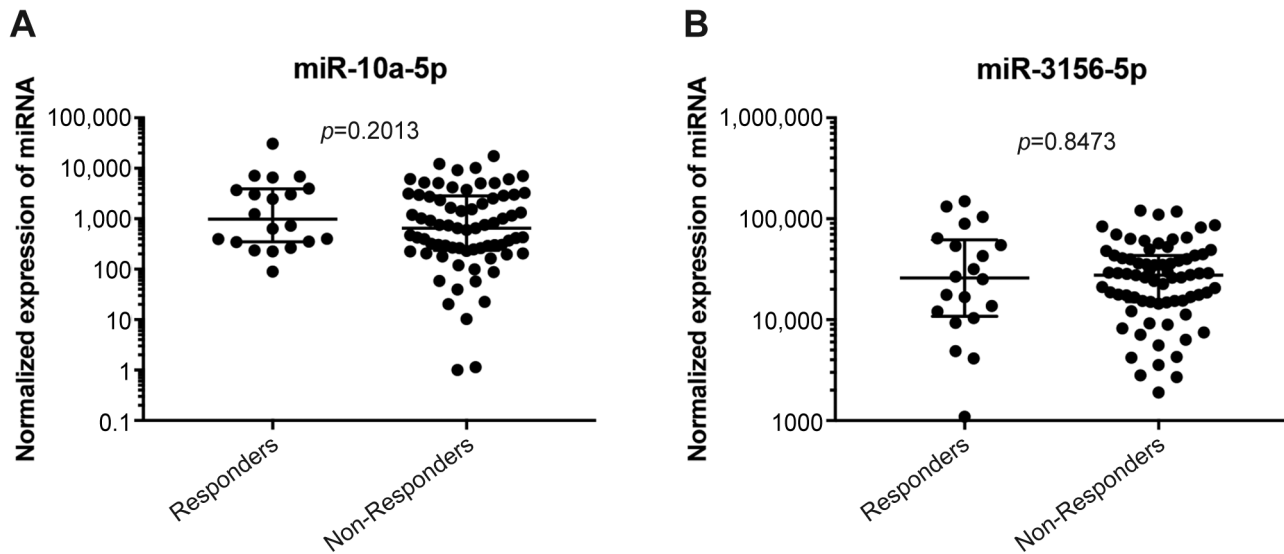 A
miR-10a-5p
Normalized expression of miRNA
100,000
10,000
1,000
100
10
1
0.1
p=0.2013
Responders
Non-Responders
B
miR-3156-5p
Normalized expression of miRNA
1,000,000
100,000
10,000
1000
p=0.8473
Responders
Non-Responders